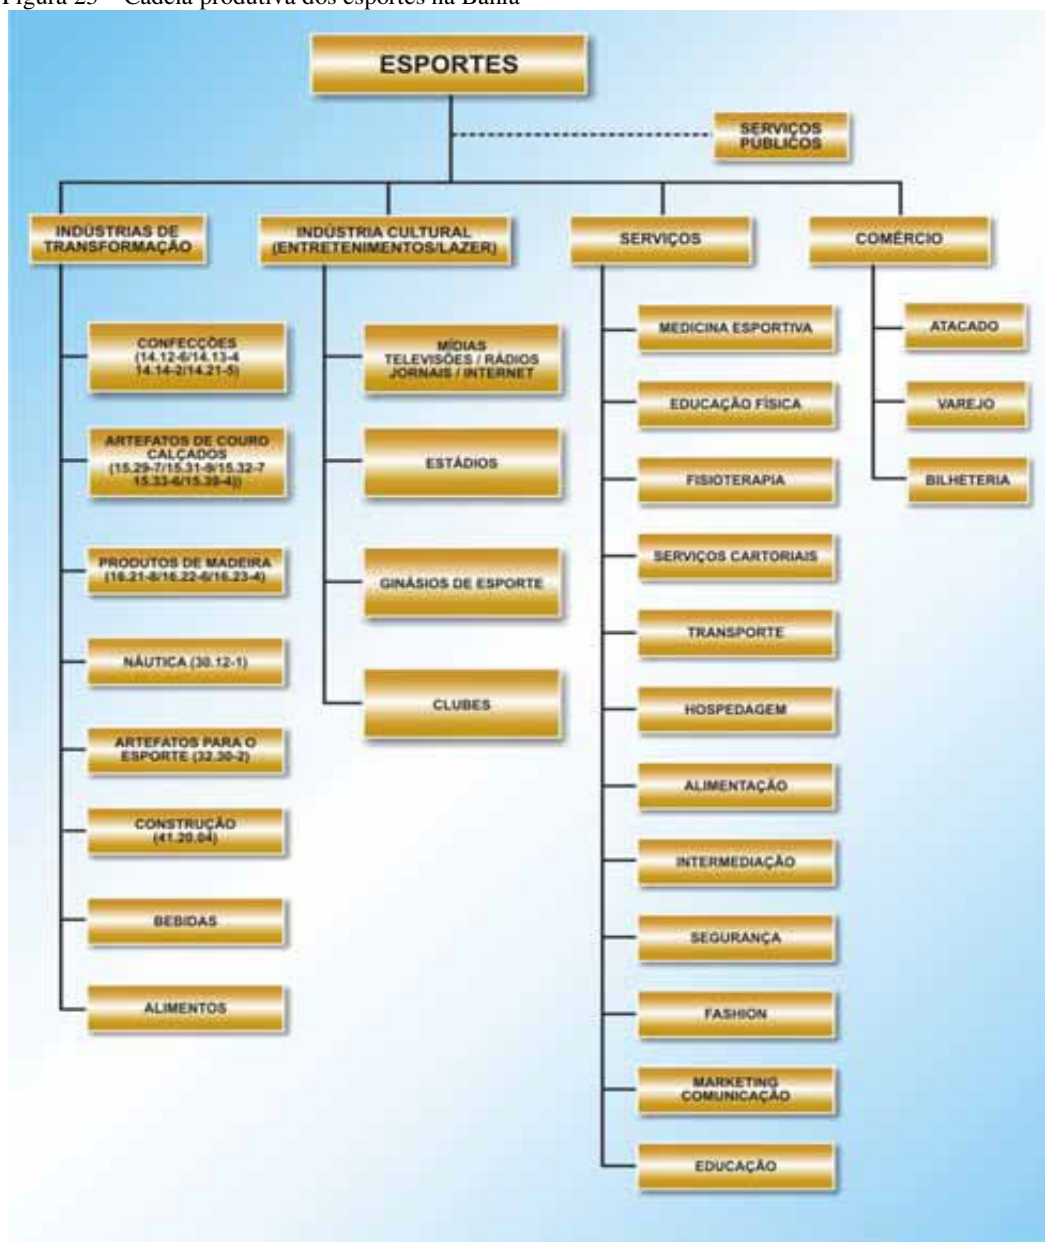 Figura 23 – Cadeia produtiva dos esportes na Bahia
ESPORTES
SERVIÇOS
PÚBLICOS
INDÚSTRIAS DE
TRANSFORMAÇÃO
CONFECÇÕES
(14.12-6/14.13-4
14.14-2/14.21-5)
ARTEFATOS DE COURO
CALÇADOS
(15.29-7/15.31-9/15.32-7
15.33-6/15.39-4))
PRODUTOS DE MADEIRA
(16.21-8/16.22-6/16.23-4)
NÁUTICA (30.12-1)
ARTEFATOS PARA O
ESPORTE (32.30-2)
CONSTRUÇÃO
(41.20.04)
BEBIDAS
ALIMENTOS
INDÚSTRIA CULTURAL
(ENTRETENIMENTOS/LAZER)
MÍDIAS
TELEVISÕES / RÁDIOS
JORNAIS / INTERNET
ESTÁDIOS
GINÁSIOS DE ESPORTE
CLUBES
SERVIÇOS
MEDICINA ESPORTIVA
EDUCAÇÃO FÍSICA
FISIOTERAPIA
SERVIÇOS CARTORIAIS
TRANSPORTE
HOSPEDAGEM
ALIMENTAÇÃO
INTERMEDIAÇÃO
SEGURANÇA
FASHION
MARKETING
COMUNICAÇÃO
EDUCAÇÃO
COMÉRCIO
ATACADO
VAREJO
BILHETERIA